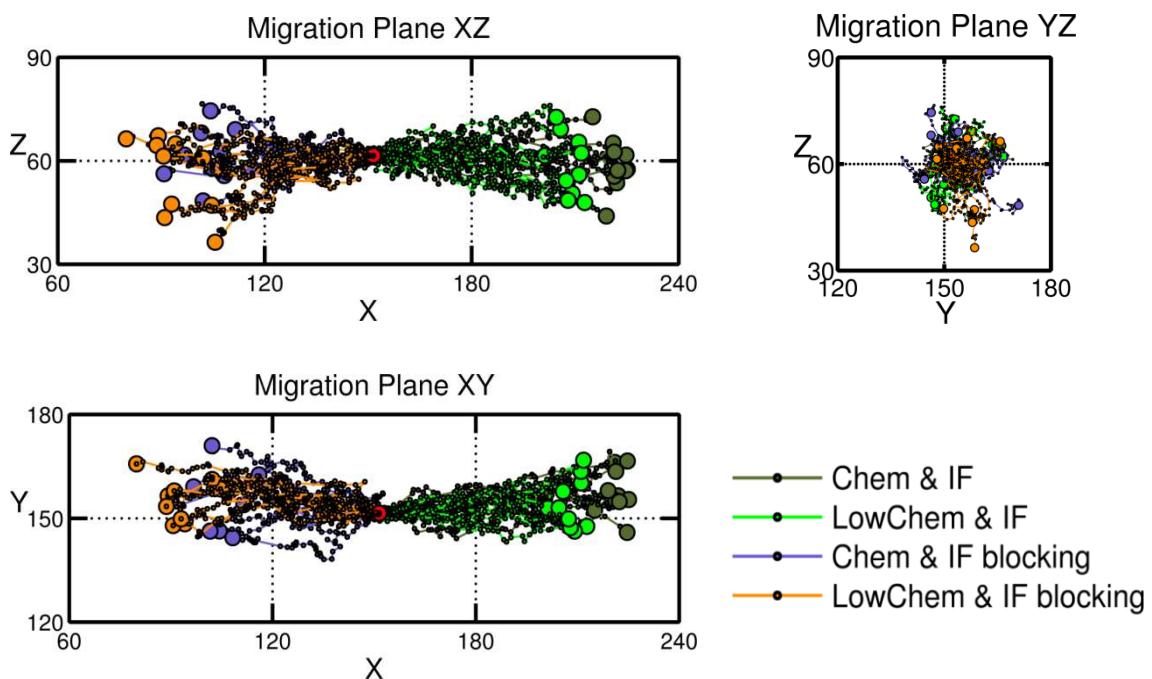 Migration Plane XZ
90
Z
60
30
60
120
180
240
X
Migration Plane YZ
90
Z
60
30
120
150
180
Y
Migration Plane XY
180
Y
150
120
60
120
180
240
X
Chem & IF
LowChem & IF
Chem & IF blocking
LowChem & IF blocking